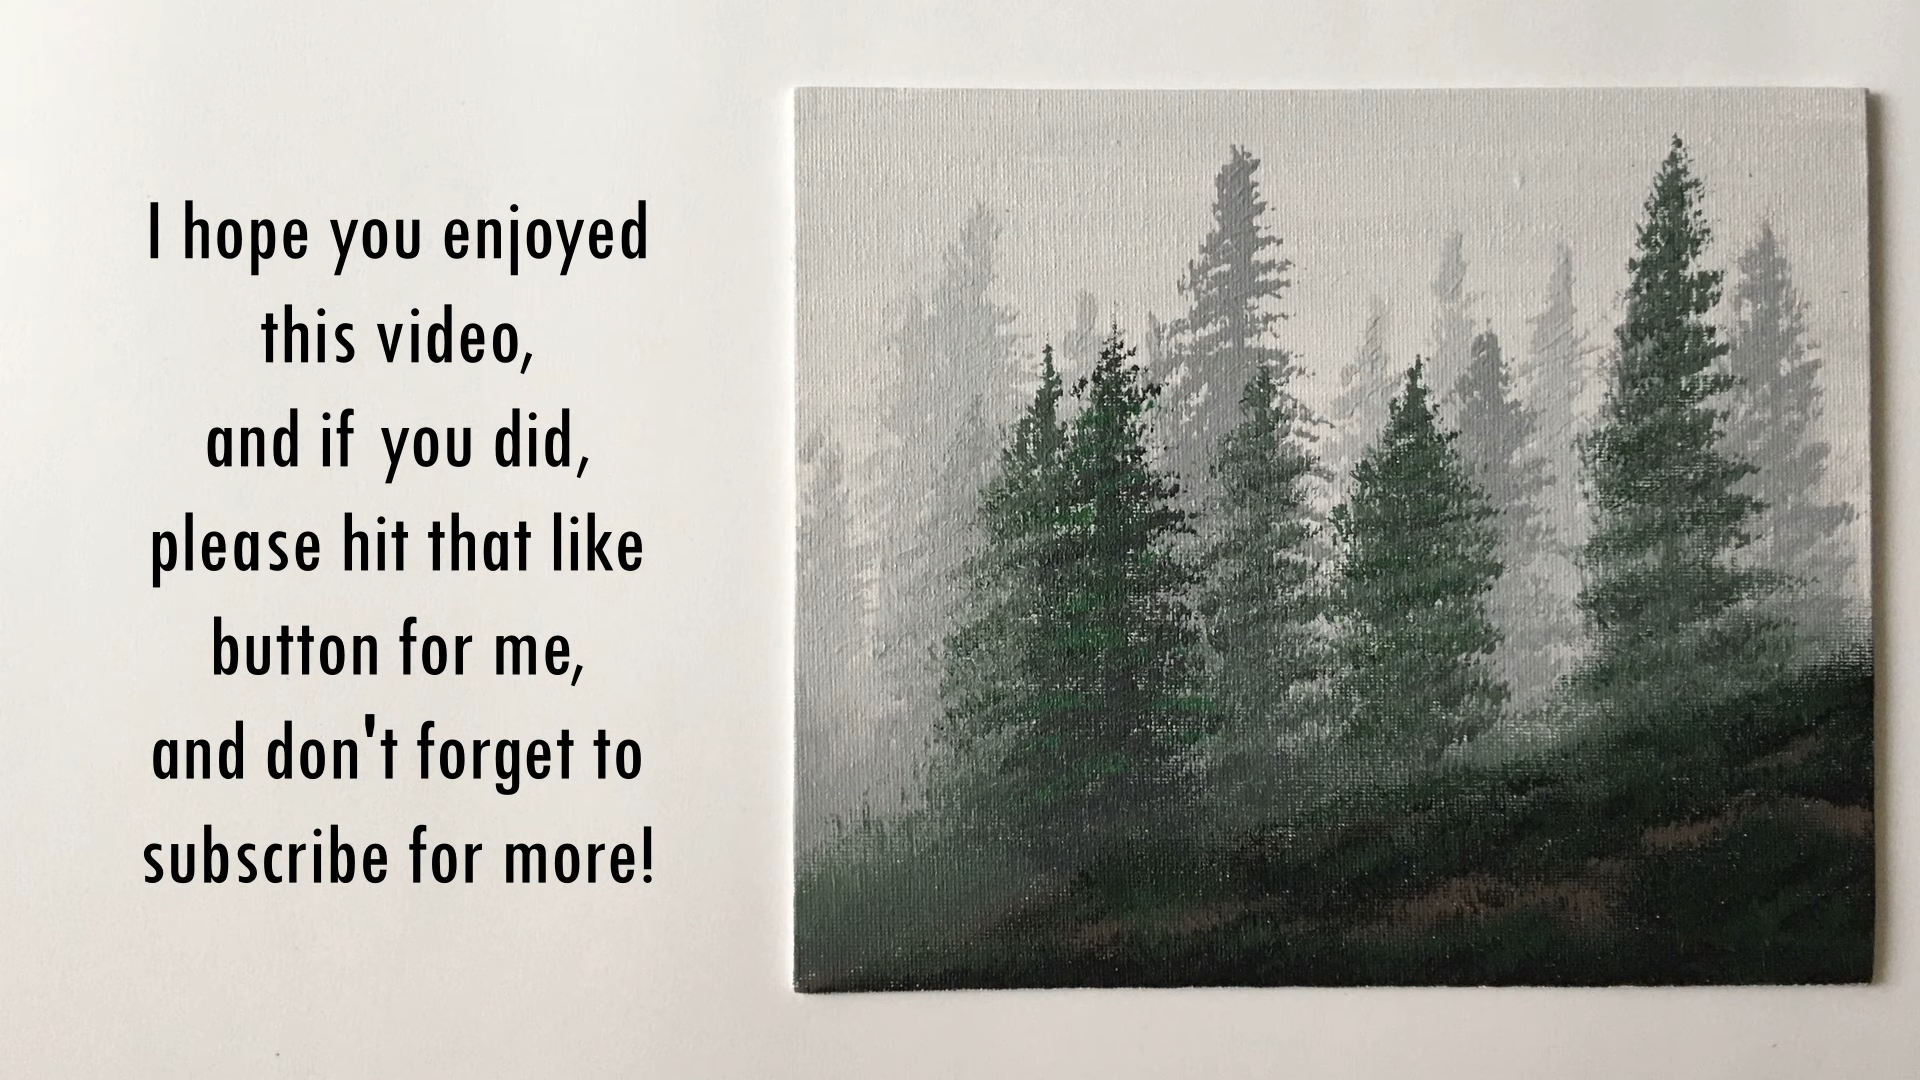 I hope you enjoyed
this video,
and if you did,
please hit that like
button for me,
and don't forget to
subscribe for more!